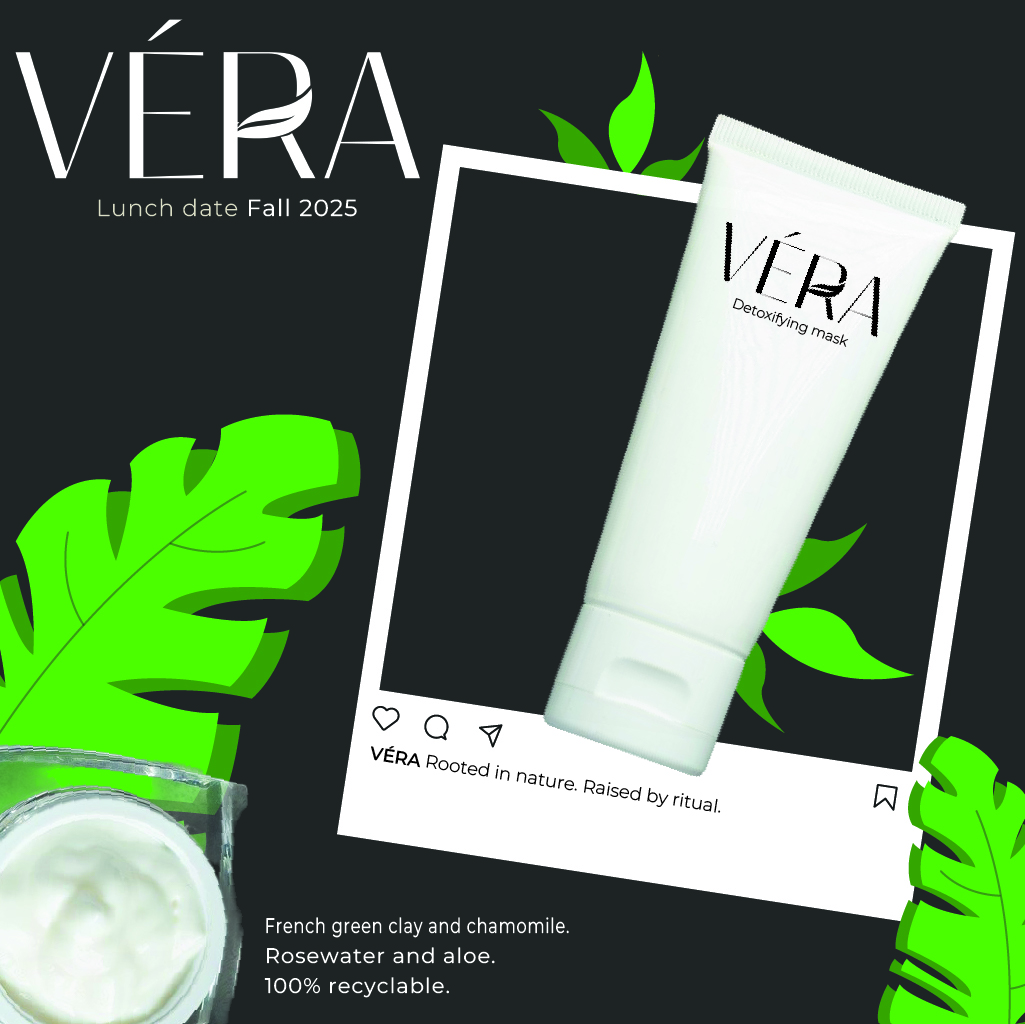 VÉRA
Lunch date Fall 2025
VÉRA
Detoxifying mask
VÉRA Rooted in nature. Raised by ritual.
French green clay and chamomile.
Rosewater and aloe.
100% recyclable.